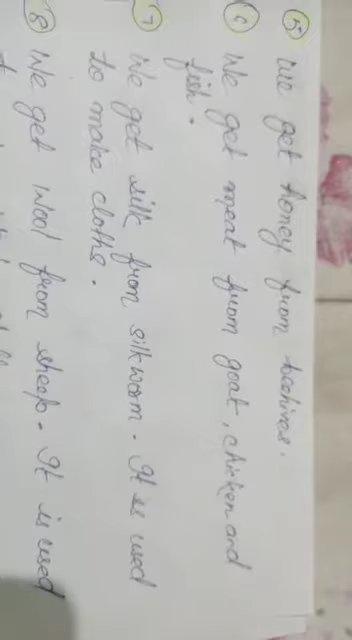 5 We get honey from beehives.
6 We get meat from goat, chicken and
fish.
7 We get silk from silkworm. It is used
to make cloths.
8 We get wool from sheep. It is used